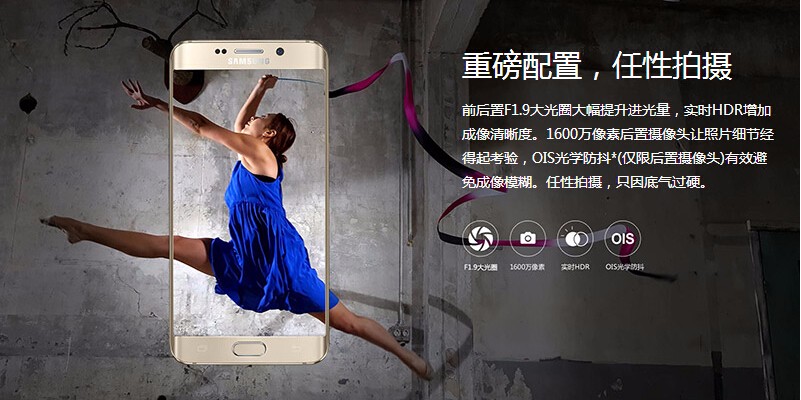 SAMSUNG
重磅配置，任性拍摄
前后置F1.9大光圈大幅提升进光量，实时HDR增加
成像清晰度。1600万像素后置摄像头让照片细节经
得起考验，OIS光学防抖*(仅限后置摄像头)有效避
免成像模糊。任性拍摄，只因底气过硬。
OIS
F1.9大光圈 1600万像素 实时HDR OIS光学防抖